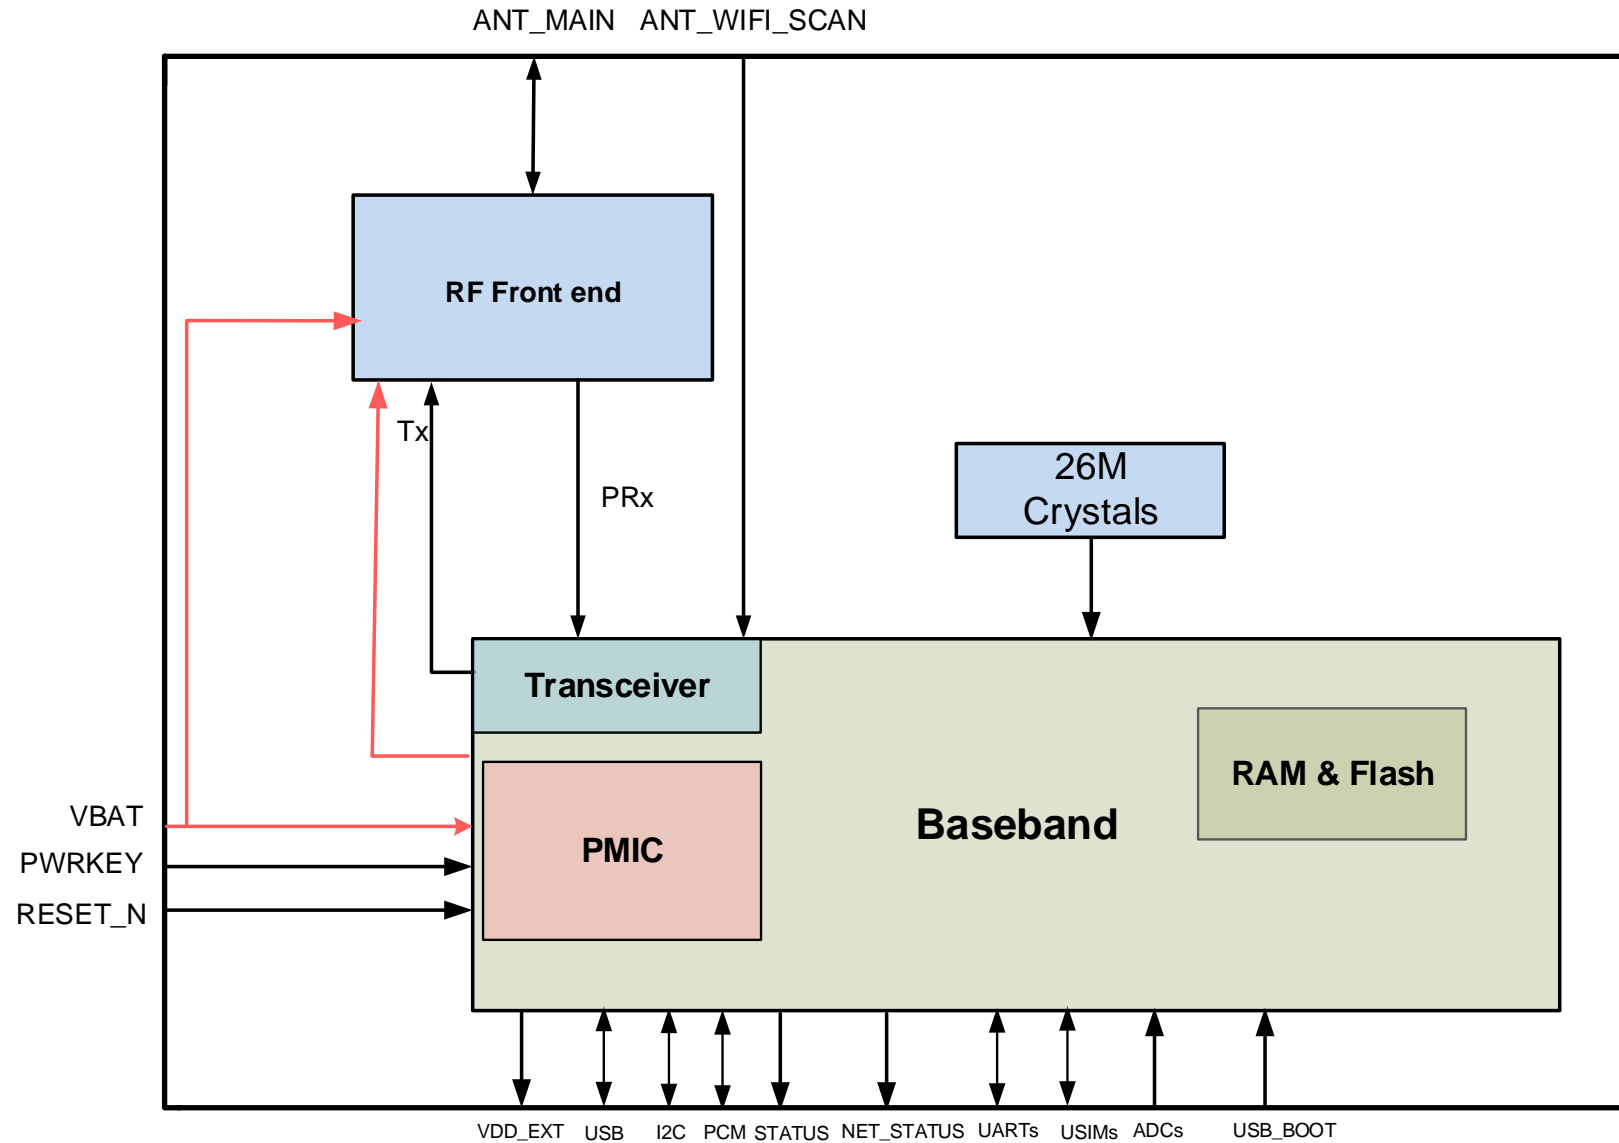 ANT_MAIN ANT_WIFI_SCAN
RF Front end
Tx
PRx
26M
Crystals
Transceiver
RAM & Flash
Baseband
PMIC
VBAT
PWRKEY
RESET_N
VDD_EXT USB I2C PCM STATUS NET_STATUS UARTs USIMs ADCs USB_BOOT